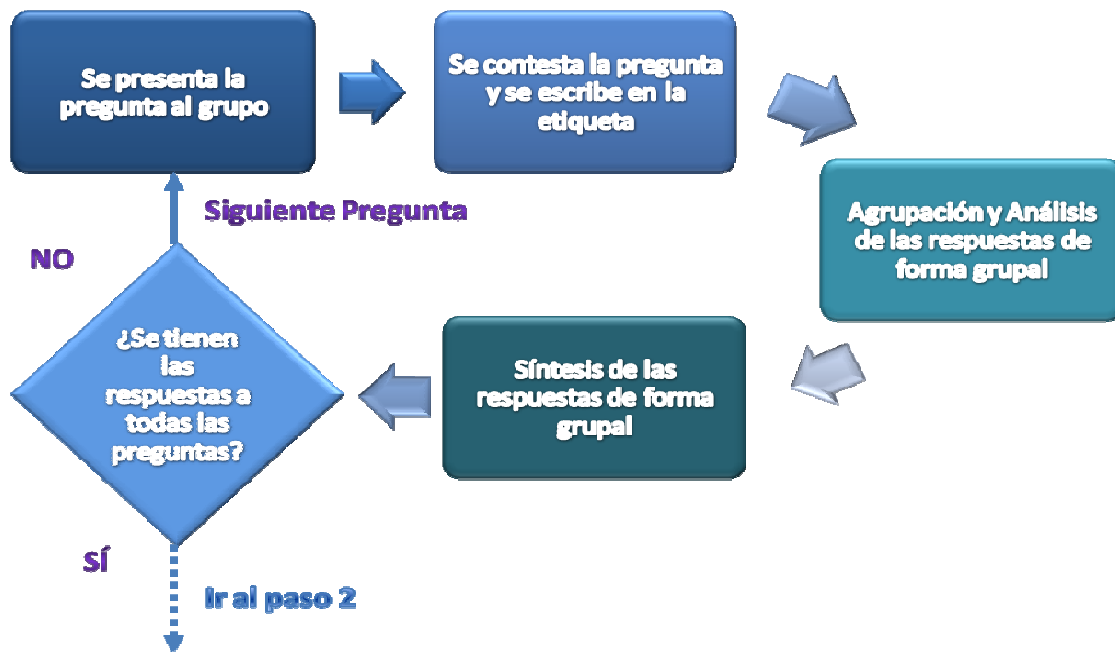 Se presenta la
pregunta al grupo
Se contesta la pregunta
y se escribe en la
etiqueta
Agrupación y Análisis
de las respuestas de
forma grupal
Síntesis de las
respuestas de forma
grupal
¿Se tienen
las
respuestas a
todas las
preguntas?
NO
Siguiente Pregunta
SÍ
Ir al paso 2